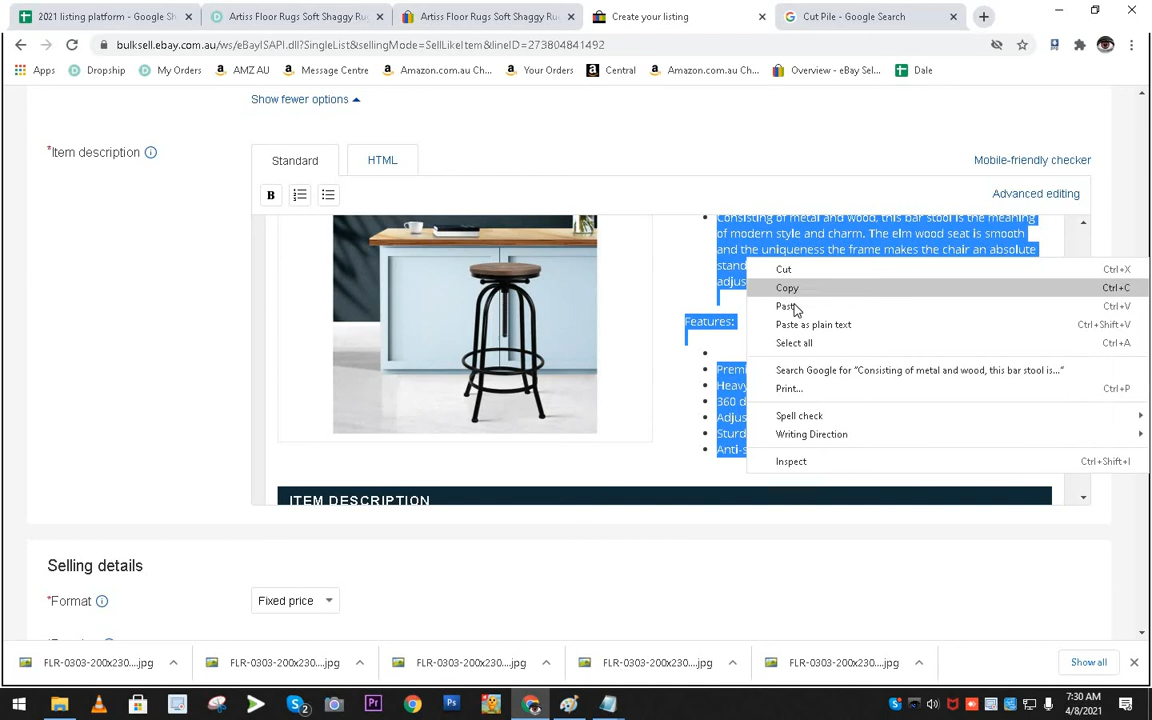 2021 listing platform - Google Sh
Artiss Floor Rugs Soft Shaggy Ru
Artiss Floor Rugs Soft Shaggy Ru
Create your listing
Cut Pile - Google Search
bulksell.ebay.com.au/ws/eBayISAPI.dll?SingleList&sellingMode=SellLikeItem&lineID=273804841492
Apps
Dropship
My Orders
AMZ AU
Message Centre
Amazon.com.au Ch...
Your Orders
Central
Amazon.com.au Ch...
Overview - eBay Sel...
Dale
Show fewer options
*Item description
Standard
HTML
Mobile-friendly checker
B
Advanced editing
Consisting of metal and wood, this bar stool is the meaning
of modern style and charm. The elm wood seat is smooth
and the uniqueness the frame makes the chair an absolute
stand
adjus
Features:
Premi
Heavy
360 d
Adjus
Sturd
Anti-s
Cut Ctrl+X
Copy Ctrl+C
Paste Ctrl+V
Paste as plain text Ctrl+Shift+V
Select all Ctrl+A
Search Google for “Consisting of metal and wood, this bar stool is...”
Print... Ctrl+P
Spell check
Writing Direction
Inspect Ctrl+Shift+I
ITEM DESCRIPTION
Selling details
*Format
Fixed price
FLR-0303-200x230....jpg
FLR-0303-200x230....jpg
FLR-0303-200x230....jpg
FLR-0303-200x230....jpg
FLR-0303-200x230....jpg
Show all
7:30 AM
4/8/2021